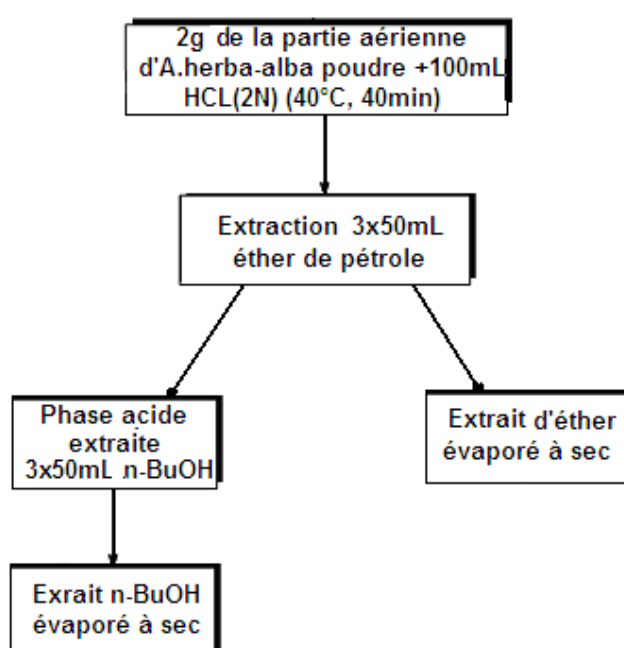 2g de la partie aérienne
d'A.herba-alba poudre +100mL
HCL(2N) (40°C, 40min)
Extraction 3x50mL
éther de pétrole
Phase acide
extraite
3x50mL .n-BuOH
Extrait d'éther
évaporé à sec
Exrait n-BuOH
évaporé à sec